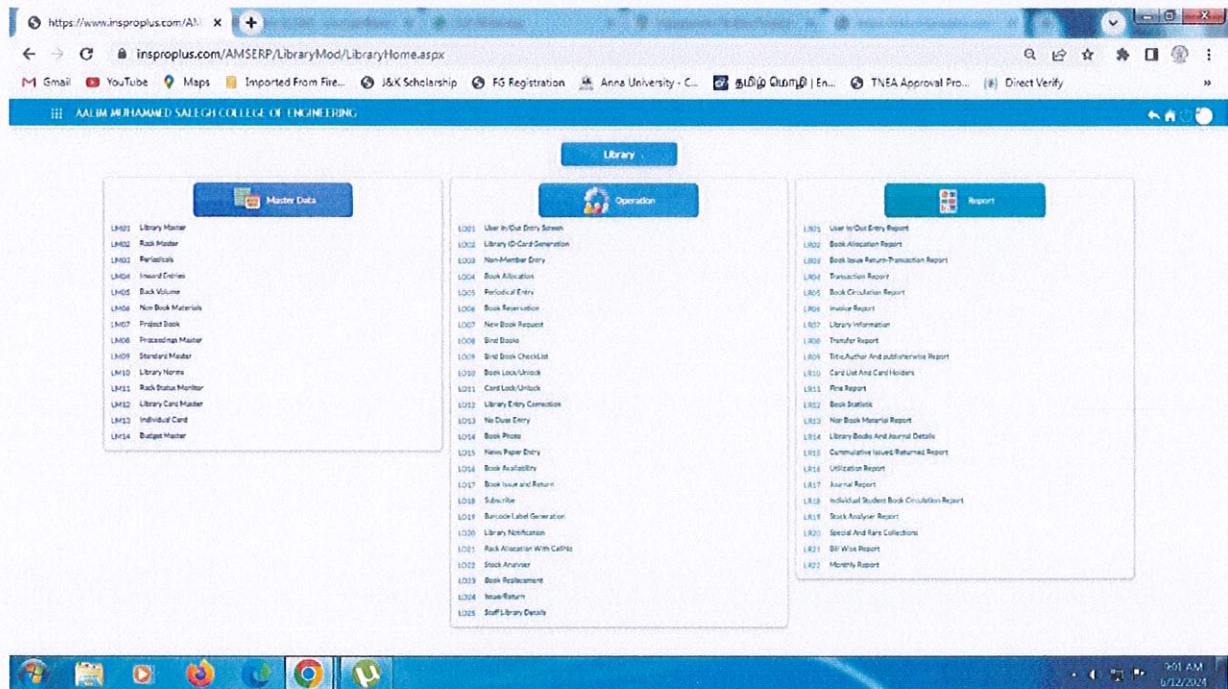 https://www.insproplus.com/AM
insproplus.com/AMSERP/LibraryMod/LibraryHome.aspx
Gmail YouTube Maps Imported From Fire... J&K Scholarship FG Registration Anna University - C... தமிழ் மொழி | En... TNEA Approval Pro... Direct Verify »
AALIM MUHAMMED SALEGH COLLEGE OF ENGINEERING
Library
Master Data
LM01 Library Master
LM02 Rack Master
LM03 Periodicals
LM04 Inward Entries
LM05 Back Volume
LM06 Non Book Materials
LM07 Project Book
LM08 Proceedings Master
LM09 Standard Master
LM10 Library Norms
LM11 Rack Status Monitor
LM12 Library Card Master
LM13 Individual Card
LM14 Budget Master
Operation
LO01 User In/Out Entry Screen
LO02 Library ID-Card Generation
LO03 Non-Member Entry
LO04 Book Allocation
LO05 Periodical Entry
LO06 Book Reservation
LO07 New Book Request
LO08 Bind Books
LO09 Bind Book CheckList
LO10 Book Lock/Unlock
LO11 Card Lock/Unlock
LO12 Library Entry Correction
LO13 No Dues Entry
LO14 Book Photo
LO15 News Paper Entry
LO16 Book Availability
LO17 Book Issue and Return
LO18 Subscribe
LO19 Barcode Label Generation
LO20 Library Notification
LO21 Rack Allocation With CallNo
LO22 Stock Analyser
LO23 Book Replacement
LO24 Issue/Return
LO25 Staff Library Details
Report
LR01 User In/Out Entry Report
LR02 Book Allocation Report
LR03 Book Issue Return-Transaction Report
LR04 Transaction Report
LR05 Book Circulation Report
LR06 Invoice Report
LR07 Library Information
LR08 Transfer Report
LR09 Title,Author And publisherwise Report
LR10 Card List And Card Holders
LR11 Fine Report
LR12 Book Statistic
LR13 Non Book Material Report
LR14 Library Books And Journal Details
LR15 Cummulative Issued/Returned Report
LR16 Utilization Report
LR17 Journal Report
LR18 Individual Student Book Circulation Report
LR19 Stock Analyser Report
LR20 Special And Rare Collections
LR21 Bill Wise Report
LR22 Monthly Report
9:01 AM
6/12/2024